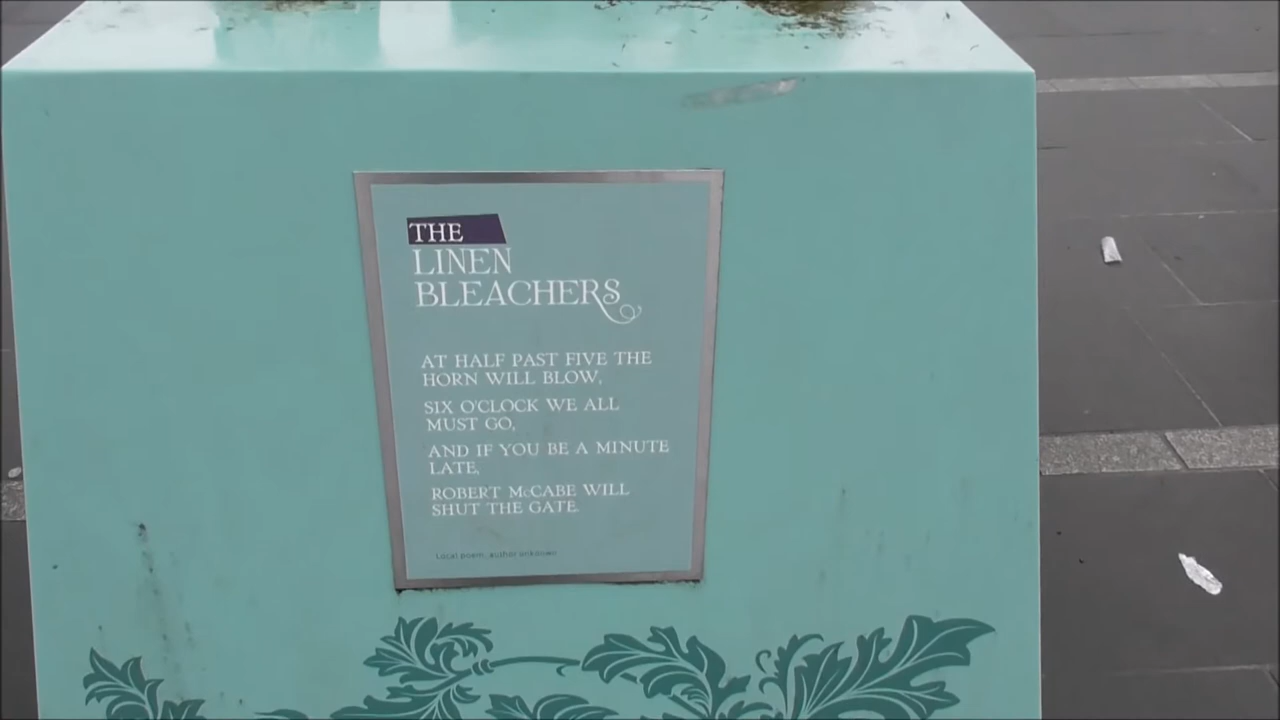 THE
LINEN
BLEACHERS
AT HALF PAST FIVE THE
HORN WILL BLOW,
SIX O'CLOCK WE ALL
MUST GO,
AND IF YOU BE A MINUTE
LATE,
ROBERT McCABE WILL
SHUT THE GATE.
Local poem, author unknown